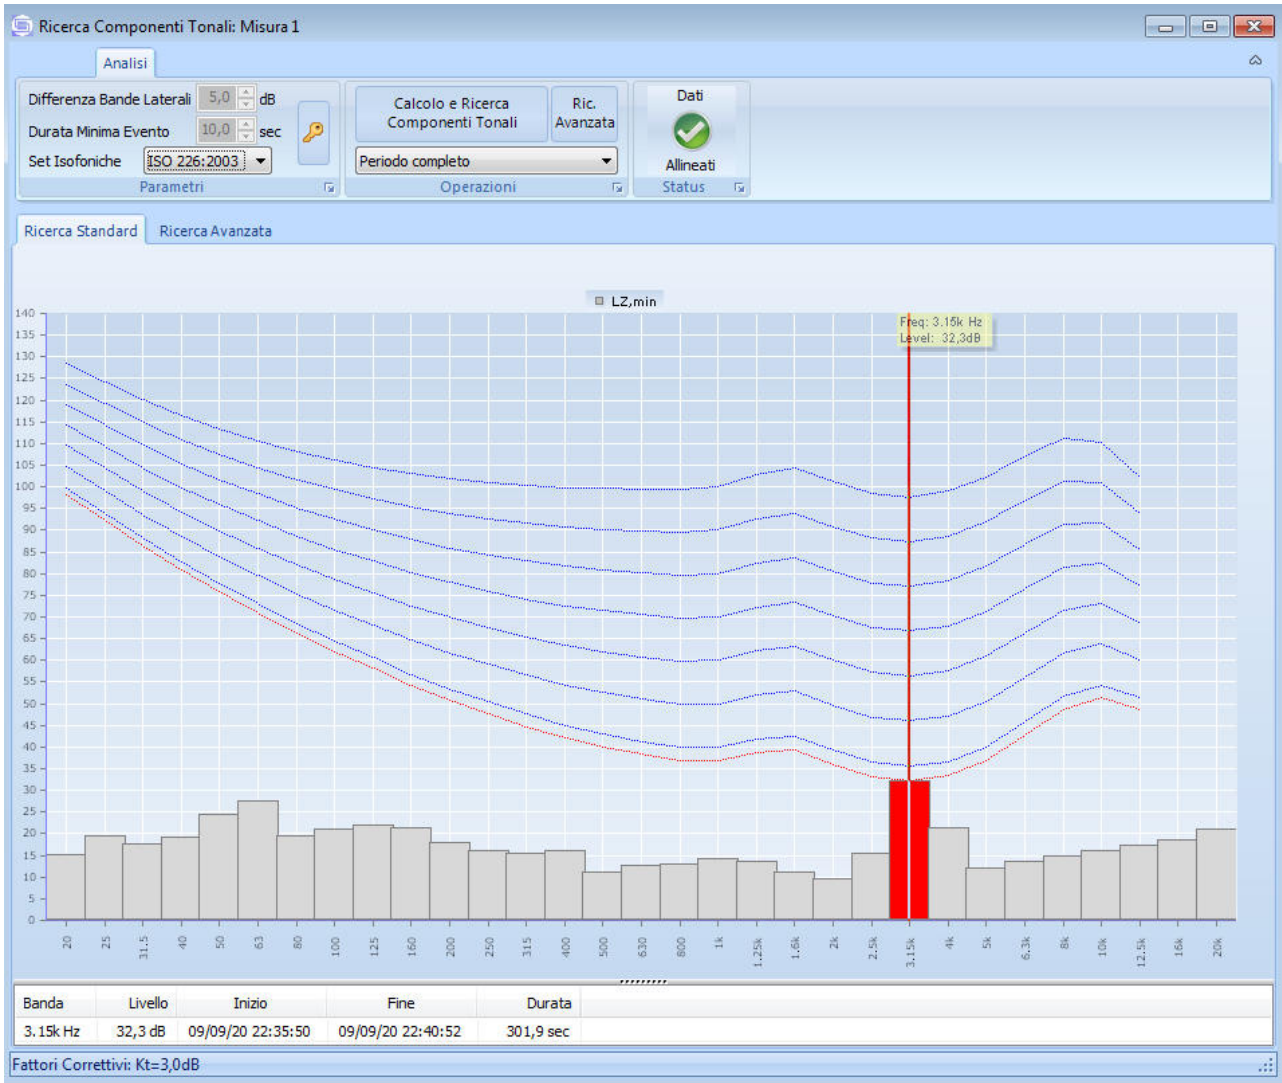 Ricerca Componenti Tonali: Misura 1
Analisi
Differenza Bande Laterali 5,0 dB
Durata Minima Evento 10,0 sec
Set Isofoniche ISO 226:2003
Parametri
Calcolo e Ricerca
Componenti Tonali
Ric.
Avanzata
Periodo completo
Operazioni
Dati
Allineati
Status
Ricerca Standard Ricerca Avanzata
LZ,min
Freq: 3.15k Hz
Level: 32,3dB
140
135
130
125
120
115
110
105
100
95
90
85
80
75
70
65
60
55
50
45
40
35
30
25
20
15
10
5
0
20 25 31.5 40 50 63 80 100 125 160 200 250 315 400 500 630 800 1k 1.25k 1.6k 2k 2.5k 3.15k 4k 5k 6.3k 8k 10k 12.5k 16k 20k
Banda Livello Inizio Fine Durata
3.15k Hz 32,3 dB 09/09/20 22:35:50 09/09/20 22:40:52 301,9 sec
Fattori Correttivi: Kt=3,0dB